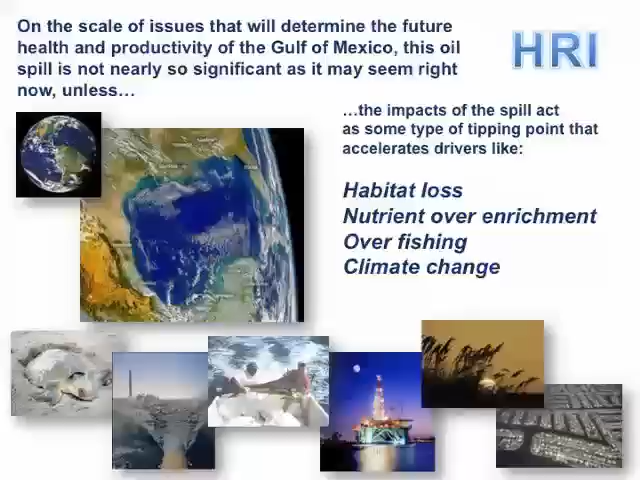 On the scale of issues that will determine the future
health and productivity of the Gulf of Mexico, this oil
spill is not nearly so significant as it may seem right
now, unless…
HRI
…the impacts of the spill act
as some type of tipping point that
accelerates drivers like:
Habitat loss
Nutrient over enrichment
Over fishing
Climate change